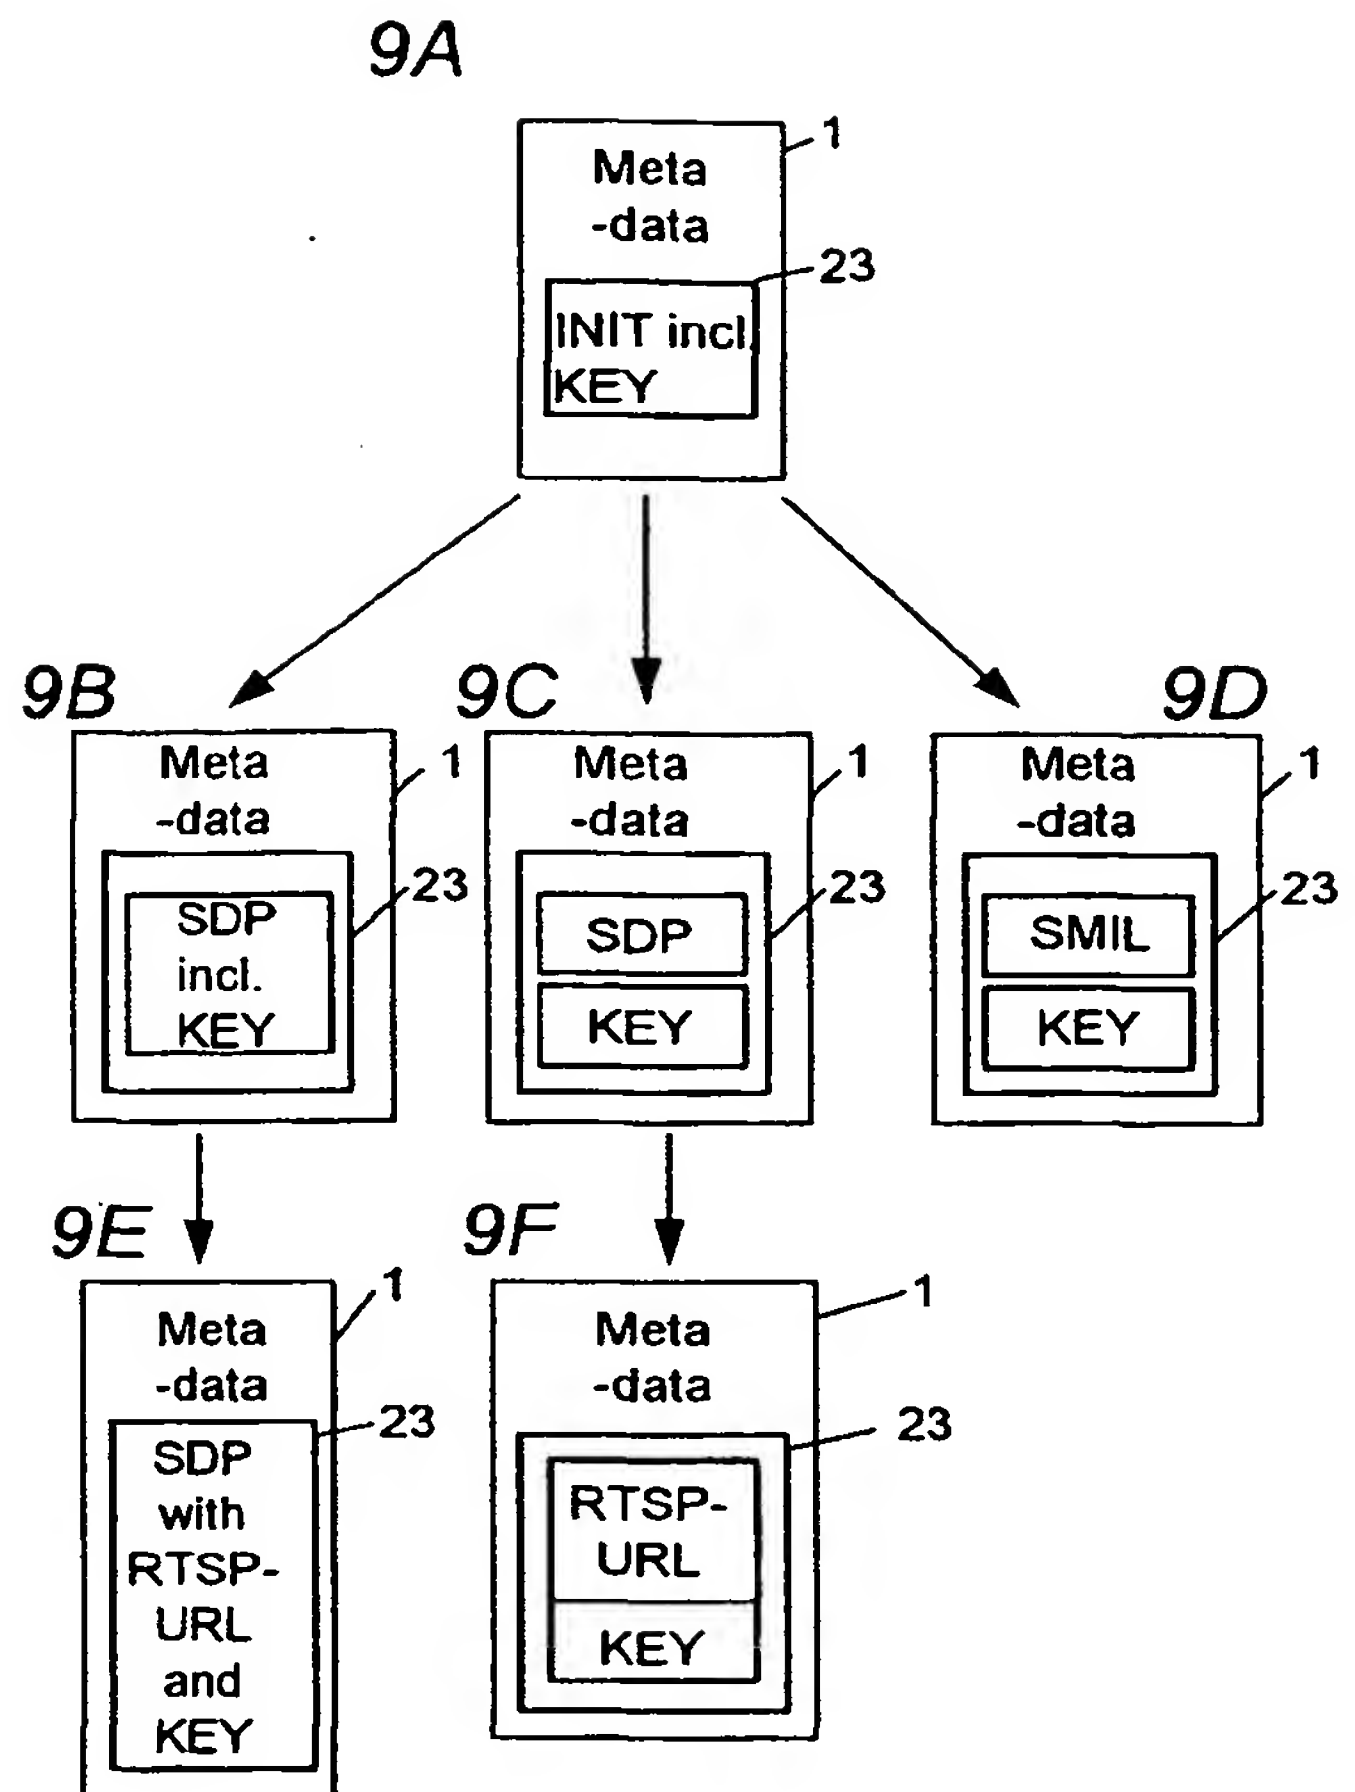 9A
1
Meta
-data
23
INIT incl.
KEY
9B
9C
9D
Meta
-data
1
23
SDP
incl.
KEY
Meta
-data
1
23
SDP
KEY
Meta
-data
1
23
SMIL
KEY
9E
9F
1
Meta
-data
23
SDP
with
RTSP-
URL
and
KEY
1
Meta
-data
23
RTSP-
URL
KEY